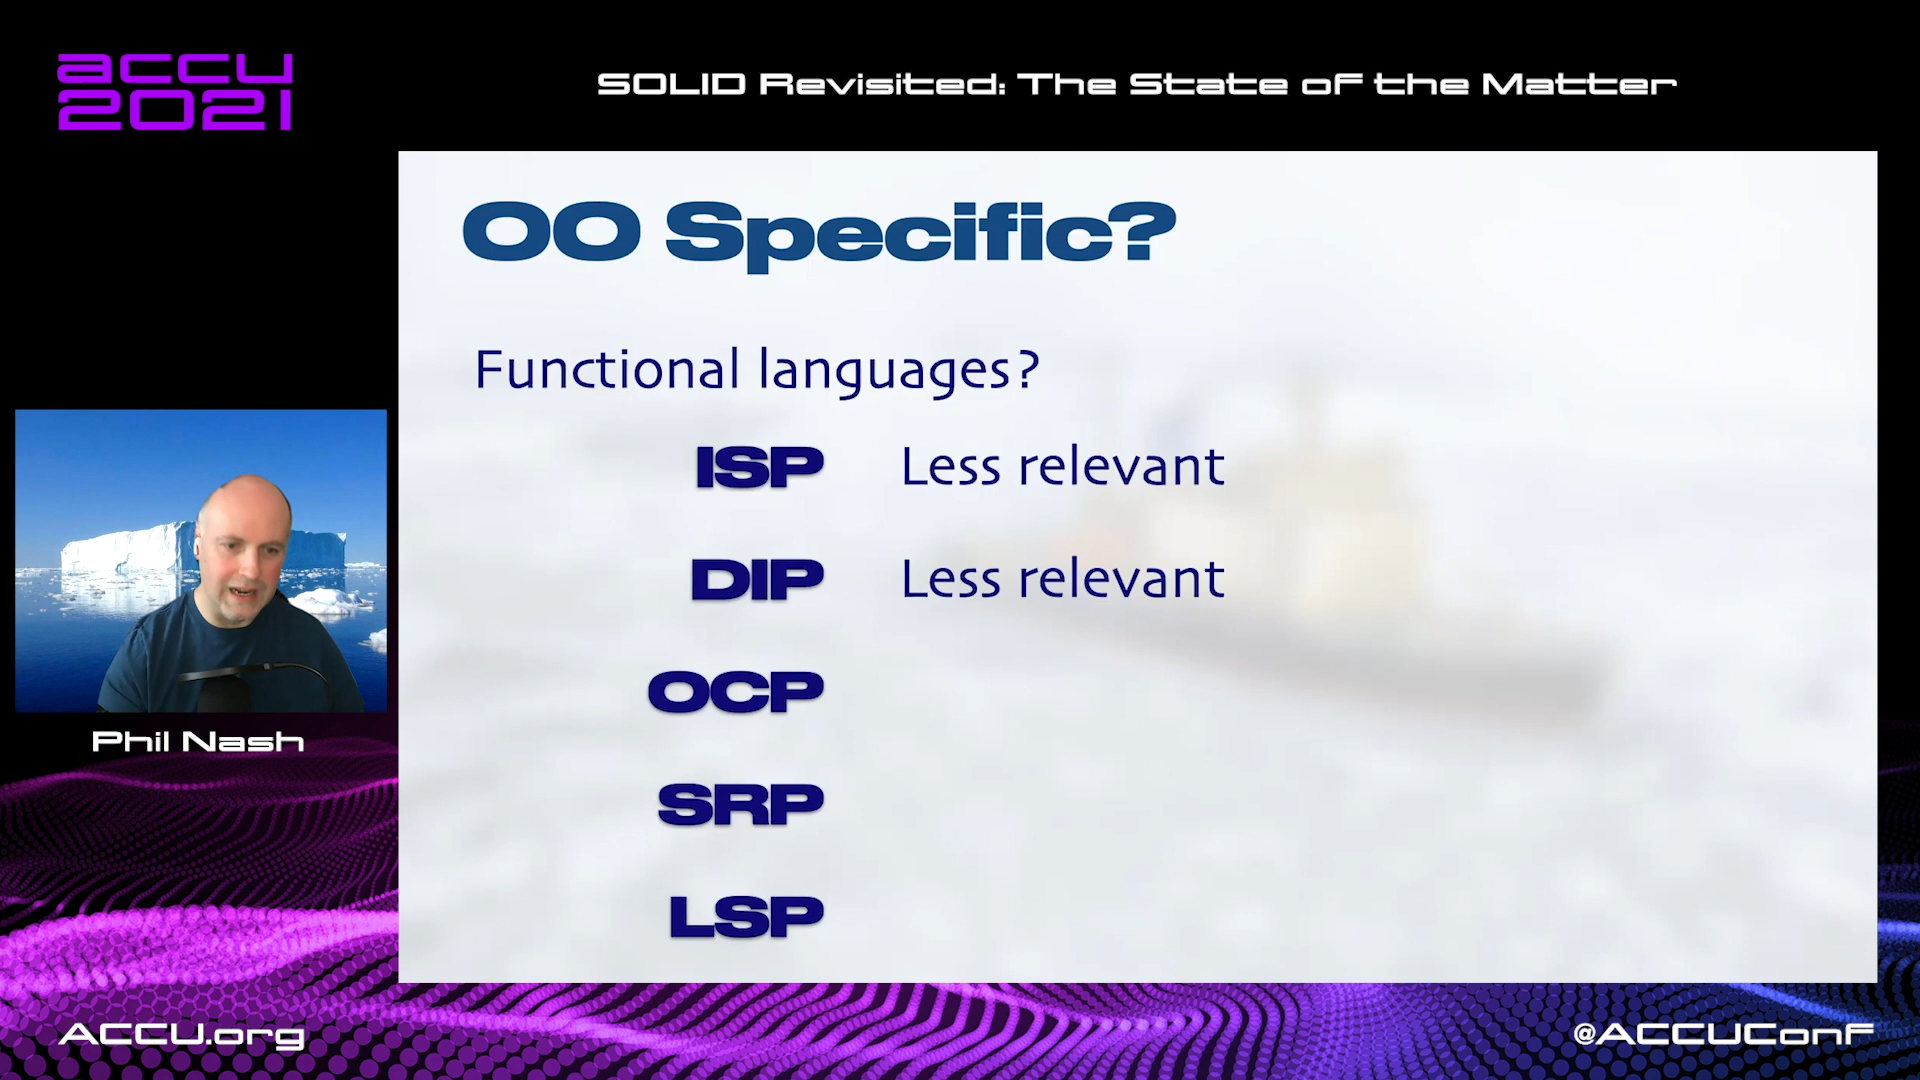 accu
2021
SOLID Revisited: The State of the Matter
OO Specific?
Functional languages?
ISP Less relevant
DIP Less relevant
OCP
SRP
LSP
Phil Nash
ACCU.org
@ACCUConf